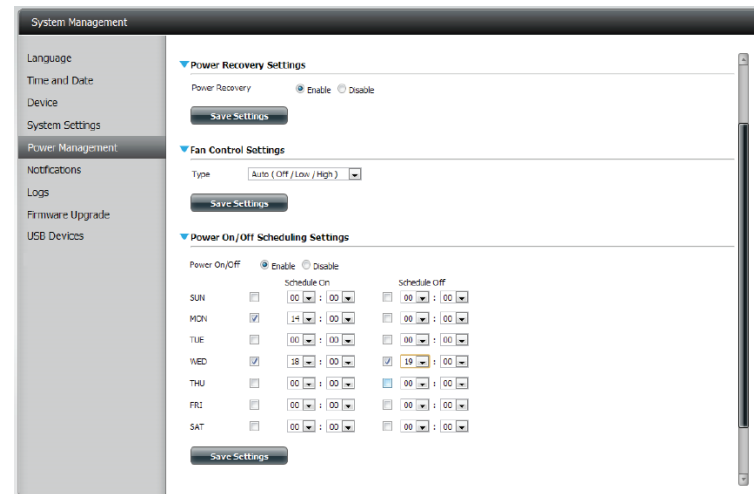 System Management
Language
Time and Date
Device
System Settings
Power Management
Notifications
Logs
Firmware Upgrade
USB Devices
Power Recovery Settings
Power Recovery Enable Disable
Save Settings
Fan Control Settings
Type Auto ( Off / Low / High )
Save Settings
Power On/Off Scheduling Settings
Power On/Off Enable Disable
Schedule On Schedule Off
SUN 00 : 00 00 : 00
MON 14 : 00 00 : 00
TUE 00 : 00 00 : 00
WED 18 : 00 19 : 00
THU 00 : 00 00 : 00
FRI 00 : 00 00 : 00
SAT 00 : 00 00 : 00
Save Settings